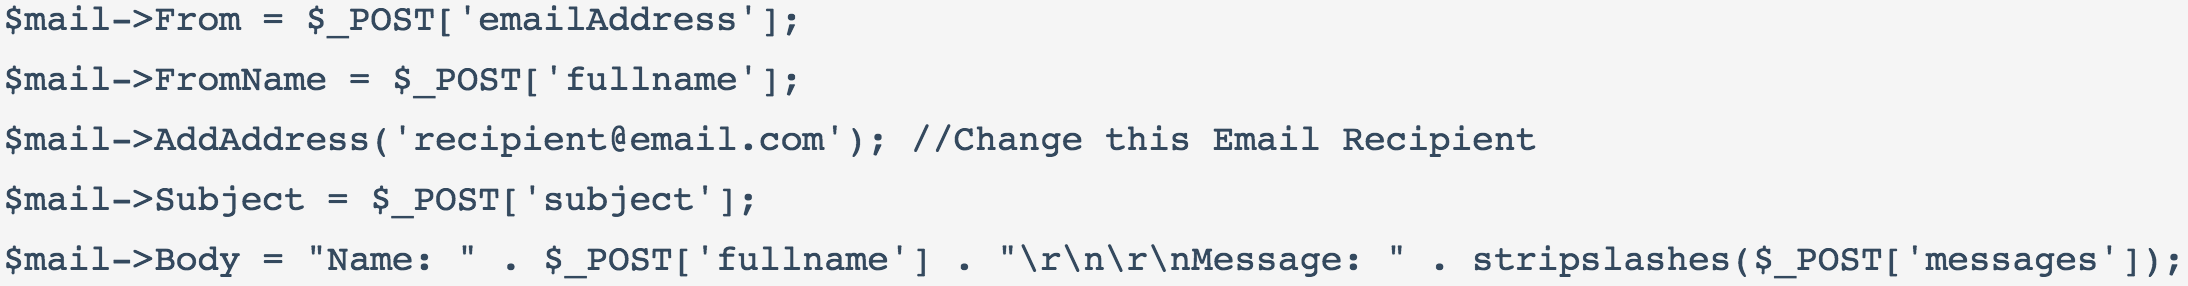 $mail->From = $_POST['emailAddress'];
$mail->FromName = $_POST['fullname'];
$mail->AddAddress('recipient@email.com'); //Change this Email Recipient
$mail->Subject = $_POST['subject'];
$mail->Body = "Name: " . $_POST['fullname'] . "\r\n\r\nMessage: " . stripslashes($_POST['messages']);